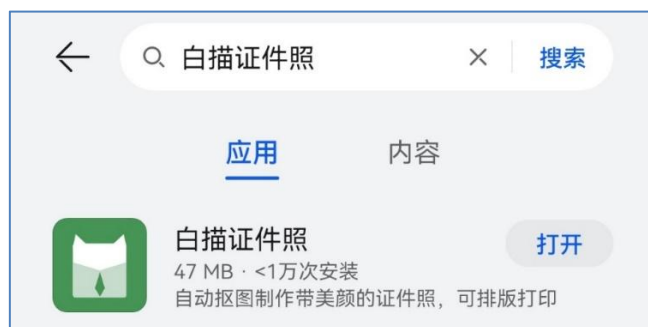 白描证件照 搜索
应用 内容
白描证件照
打开
47 MB · <1万次安装
自动抠图制作带美颜的证件照，可排版打印